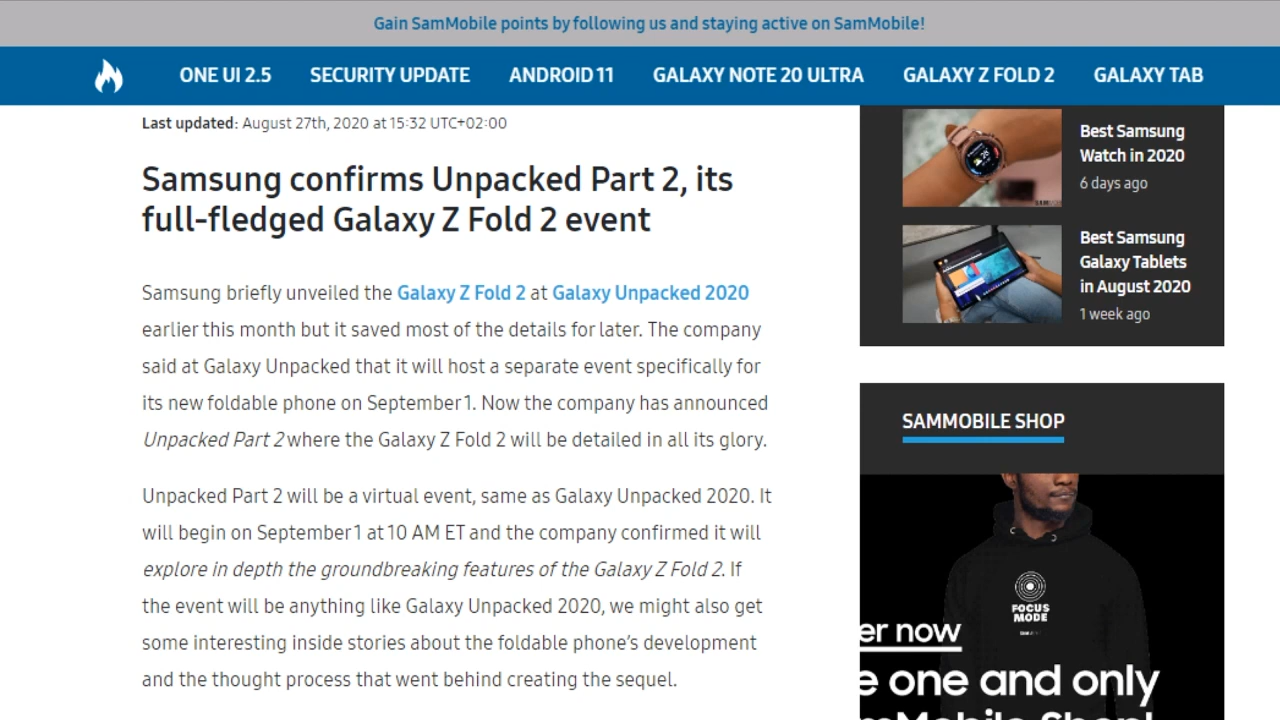 Gain SamMobile points by following us and staying active on SamMobile!
ONE UI 2.5 SECURITY UPDATE ANDROID 11 GALAXY NOTE 20 ULTRA GALAXY Z FOLD 2 GALAXY TAB
Last updated: August 27th, 2020 at 15:32 UTC+02:00
Samsung confirms Unpacked Part 2, its
full-fledged Galaxy Z Fold 2 event
Samsung briefly unveiled the Galaxy Z Fold 2 at Galaxy Unpacked 2020
earlier this month but it saved most of the details for later. The company
said at Galaxy Unpacked that it will host a separate event specifically for
its new foldable phone on September 1. Now the company has announced
Unpacked Part 2 where the Galaxy Z Fold 2 will be detailed in all its glory.
Unpacked Part 2 will be a virtual event, same as Galaxy Unpacked 2020. It
will begin on September 1 at 10 AM ET and the company confirmed it will
explore in depth the groundbreaking features of the Galaxy Z Fold 2. If
the event will be anything like Galaxy Unpacked 2020, we might also get
some interesting inside stories about the foldable phone's development
and the thought process that went behind creating the sequel.
Best Samsung
Watch in 2020
6 days ago
Best Samsung
Galaxy Tablets
in August 2020
1 week ago
SAMMOBILE SHOP
FOCUS
MODE
er now
e one and only
mMobile Shop!